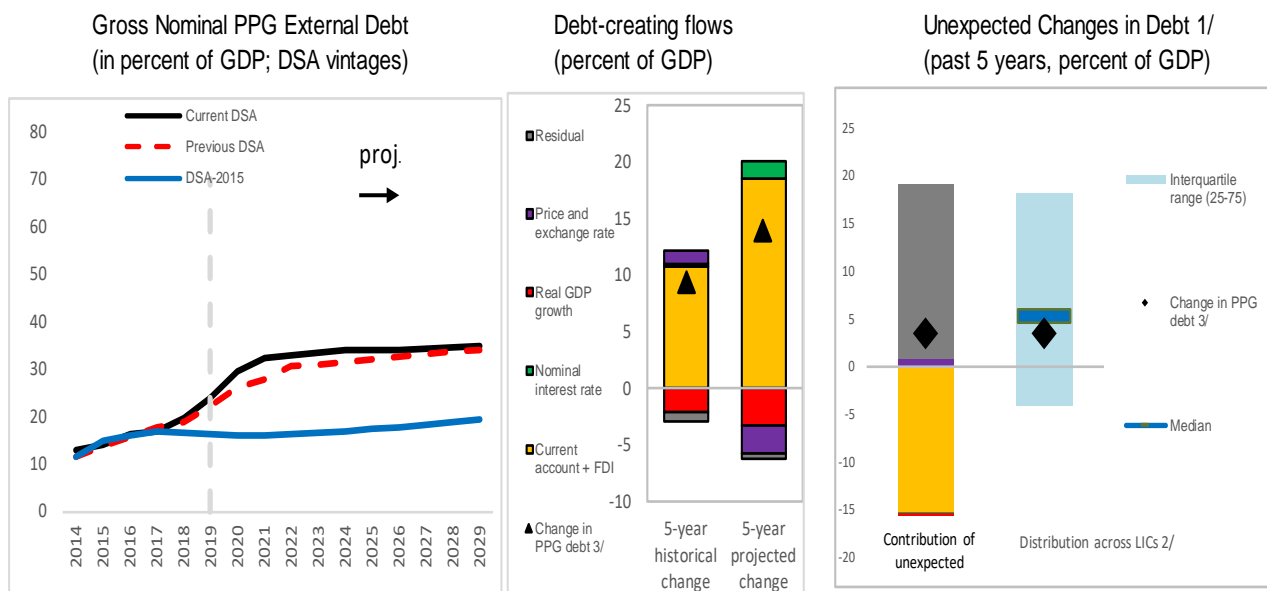 Gross Nominal PPG External Debt
(in percent of GDP; DSA vintages)
80
70
60
50
40
30
20
10
0
Current DSA
Previous DSA
DSA-2015
proj.
2014
2015
2016
2017
2018
2019
2020
2021
2022
2023
2024
2025
2026
2027
2028
2029
Debt-creating flows
(percent of GDP)
Residual
Price and
exchange rate
Real GDP
growth
Nominal
interest rate
Current
account + FDI
Change in
PPG debt 3/
25
20
15
10
5
0
-5
-10
5-year
historical
change
5-year
projected
change
Unexpected Changes in Debt 1/
(past 5 years, percent of GDP)
25
20
15
10
5
0
-5
-10
-15
-20
Interquartile
range (25-75)
Change in PPG
debt 3/
Median
Contribution of
unexpected
Distribution across LICs 2/